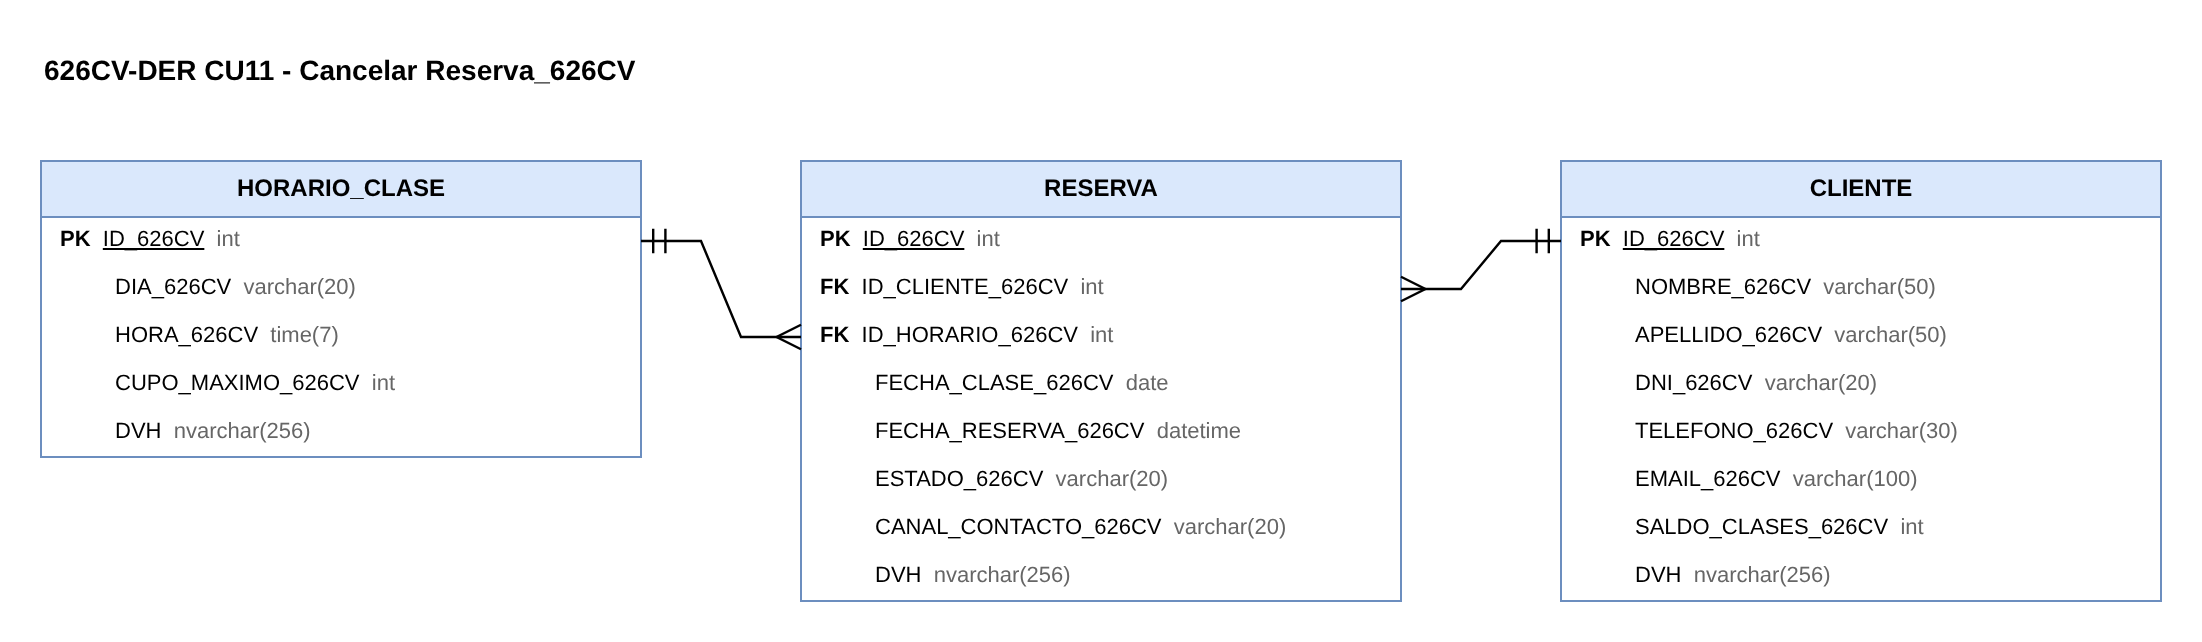 626CV-DER CU11 - Cancelar Reserva_626CV
HORARIO_CLASE
PK ID_626CV int
DIA_626CV varchar(20)
HORA_626CV time(7)
CUPO_MAXIMO_626CV int
DVH nvarchar(256)
RESERVA
PK ID_626CV int
FK ID_CLIENTE_626CV int
FK ID_HORARIO_626CV int
FECHA_CLASE_626CV date
FECHA_RESERVA_626CV datetime
ESTADO_626CV varchar(20)
CANAL_CONTACTO_626CV varchar(20)
DVH nvarchar(256)
CLIENTE
PK ID_626CV int
NOMBRE_626CV varchar(50)
APELLIDO_626CV varchar(50)
DNI_626CV varchar(20)
TELEFONO_626CV varchar(30)
EMAIL_626CV varchar(100)
SALDO_CLASES_626CV int
DVH nvarchar(256)